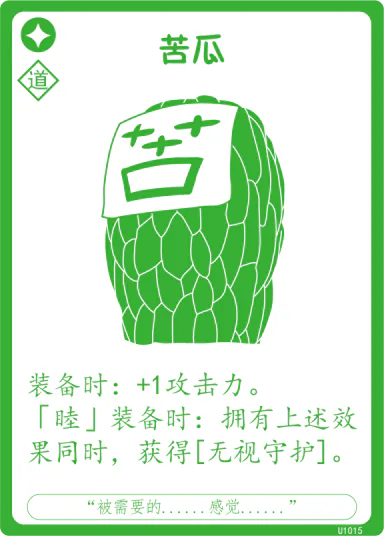 苦瓜
道
苦
装备时：+1攻击力。
「睦」装备时：拥有上述效
果同时，获得[无视守护]。
“被需要的......感觉......”
U1015